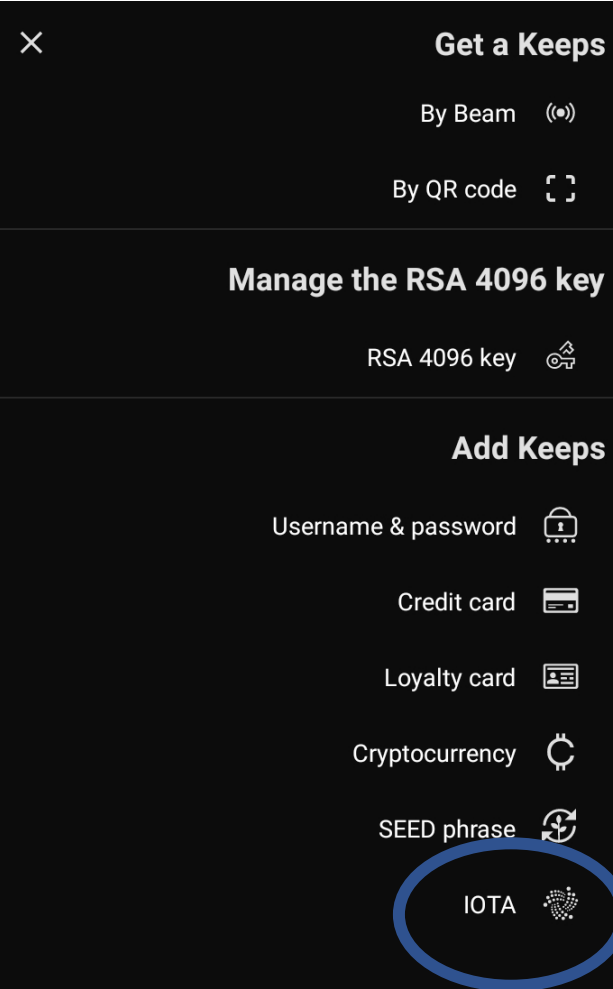 Get a Keeps
By Beam
By QR code
Manage the RSA 4096 key
RSA 4096 key
Add Keeps
Username & password
Credit card
Loyalty card
Cryptocurrency
SEED phrase
IOTA